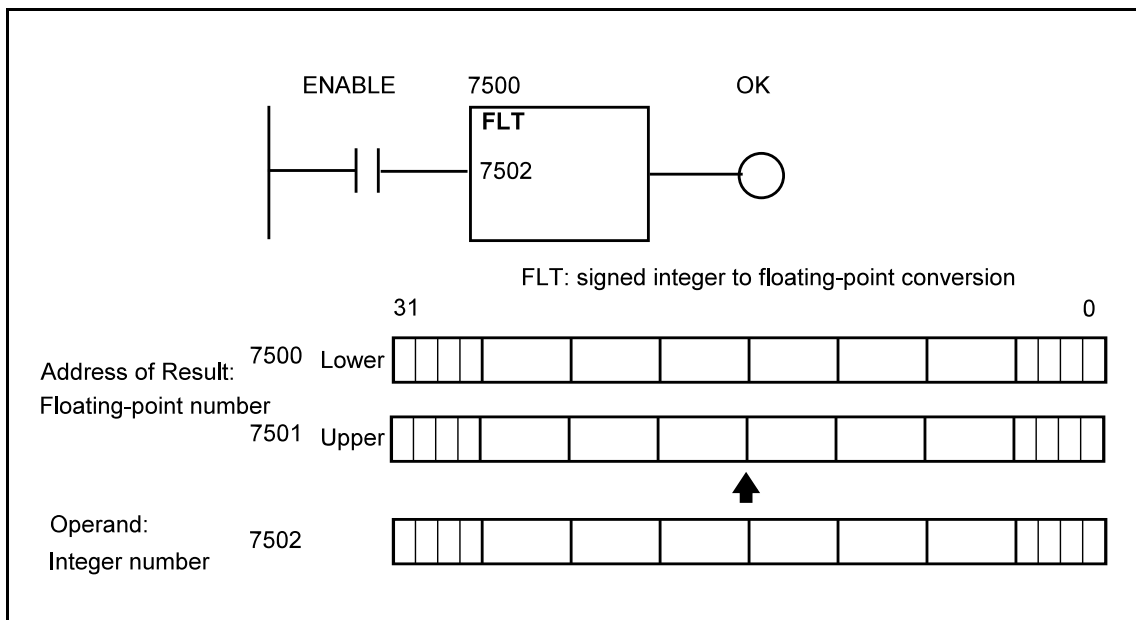 ENABLE 7500 OK
FLT
7502
FLT: signed integer to floating-point conversion
31 0
Address of Result: 7500 Lower
Floating-point number
7501 Upper
Operand:
Integer number 7502